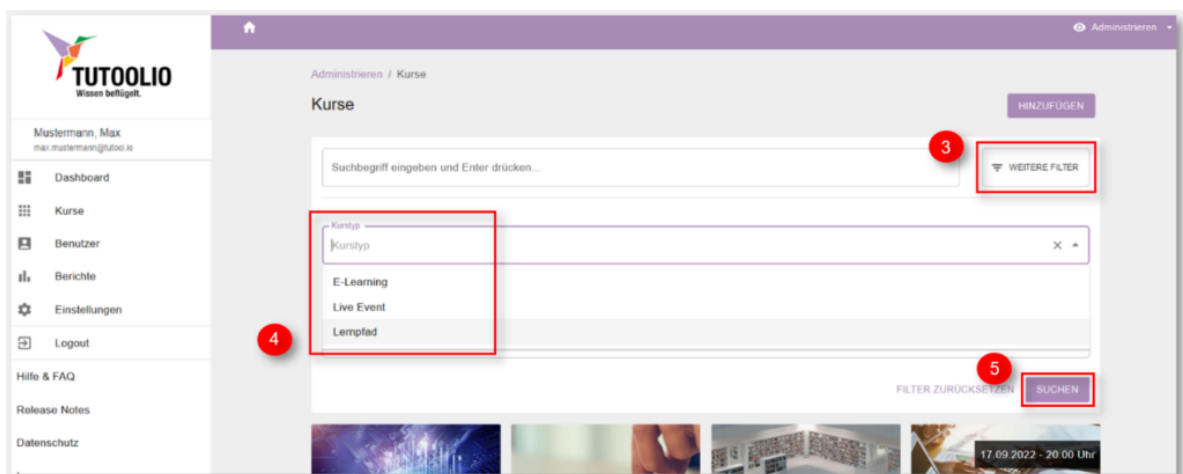 TUTOOLIO
Wissen beflügelt.
Mustermann, Max
max.mustermann@tutool.io
Dashboard
Kurse
Benutzer
Berichte
Einstellungen
Logout
Hilfe & FAQ
Release Notes
Datenschutz
Administrieren
Administrieren / Kurse
Kurse
HINZUFÜGEN
3
Suchbegriff eingeben und Enter drücken...
WEITERE FILTER
Kurstyp
Kurstyp
E-Learning
Live Event
Lernpfad
4
5
FILTER ZURÜCKSETZEN
SUCHEN
17.09.2022 - 20:00 Uhr